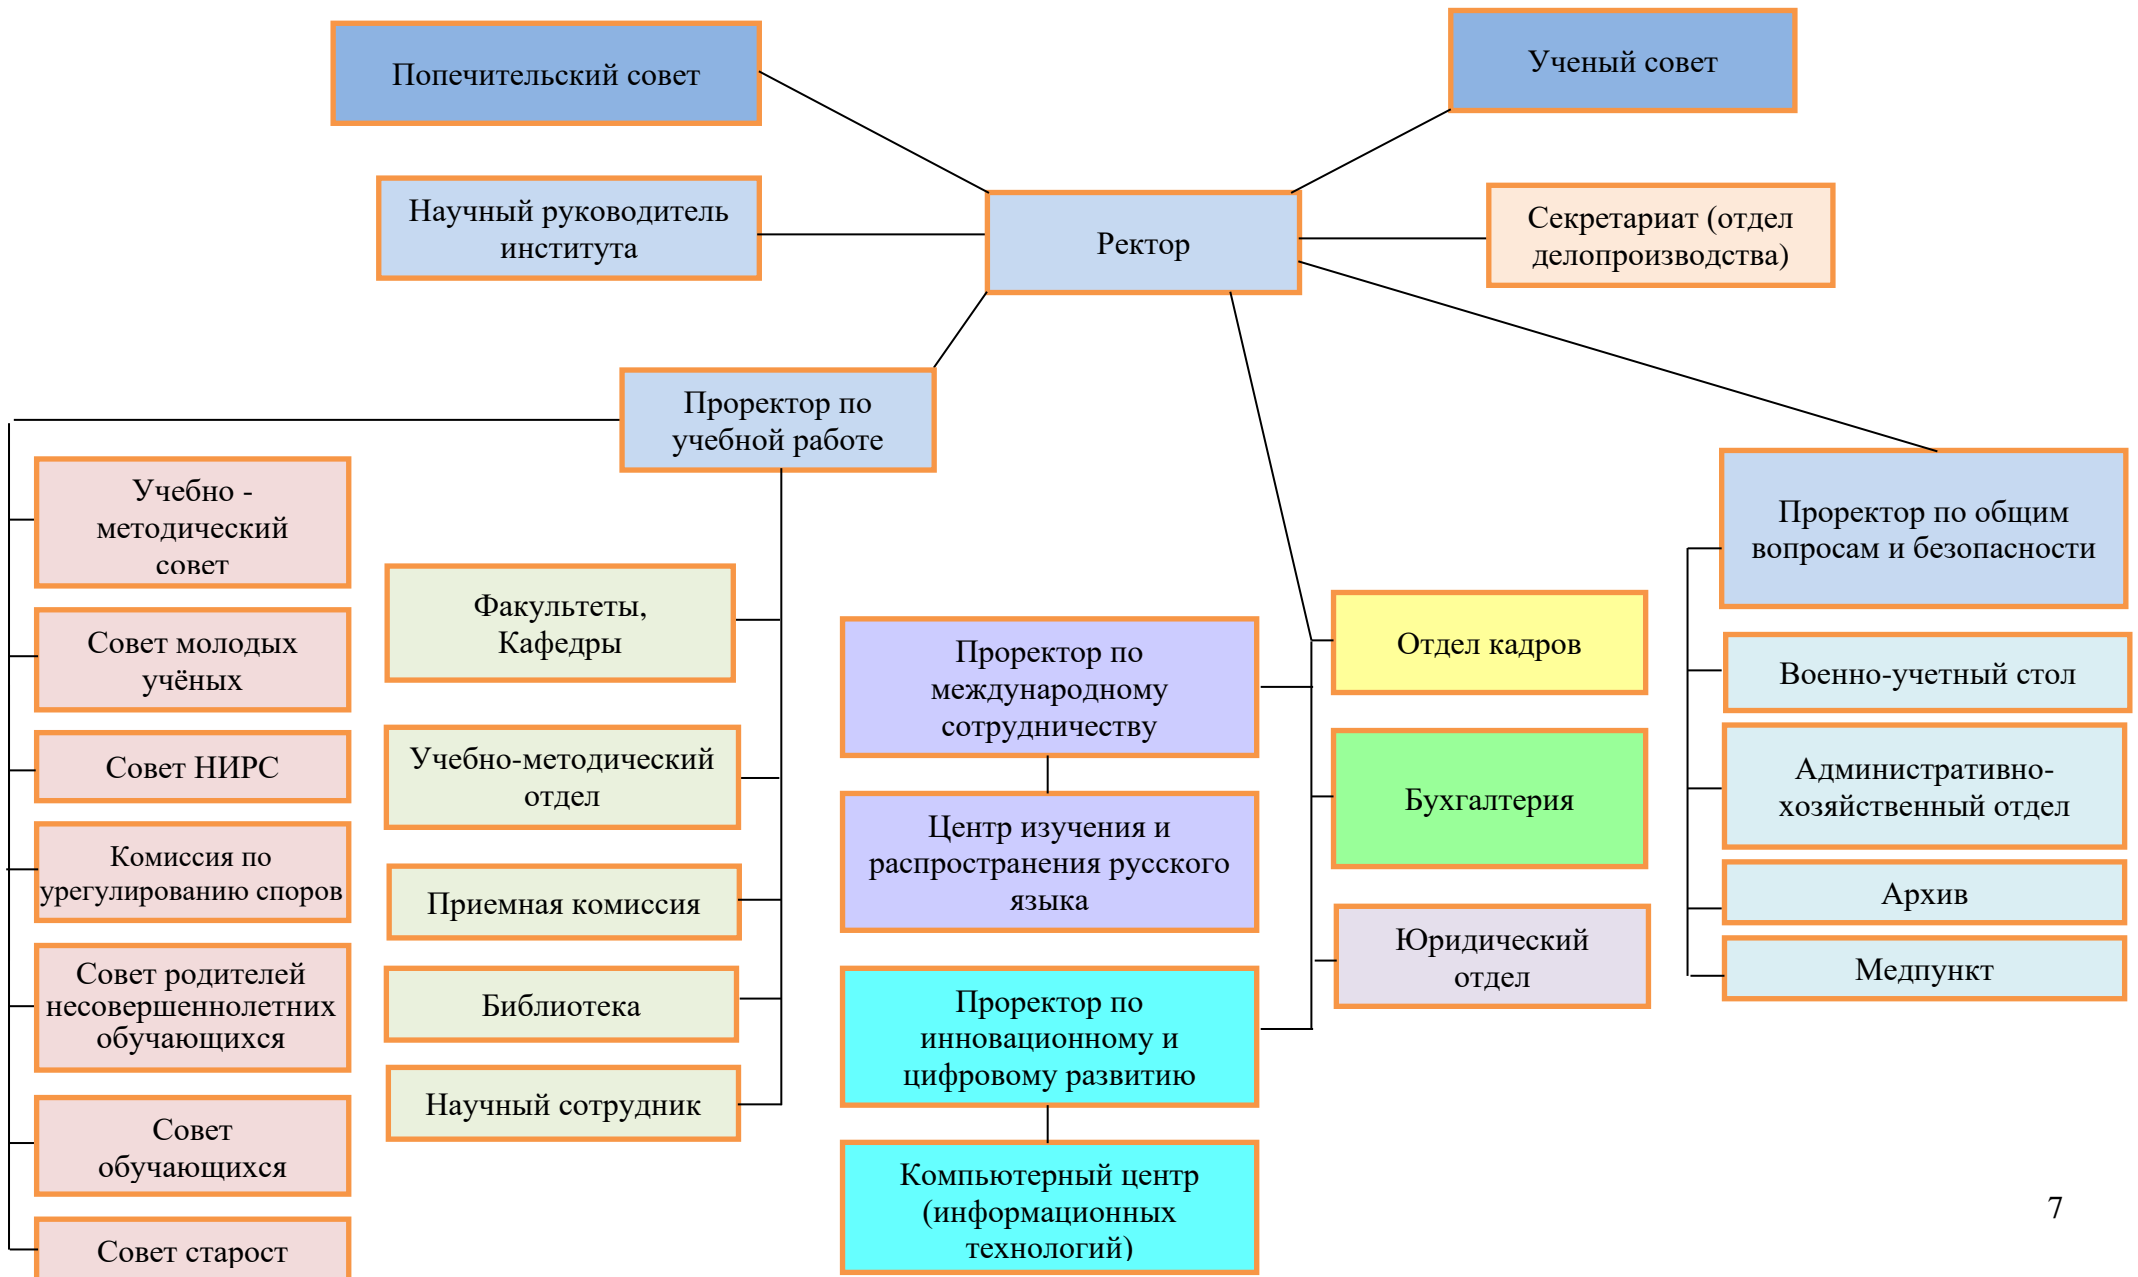 Попечительский совет
Ученый совет
Научный руководитель
института
Ректор
Секретариат (отдел
делопроизводства)
Проректор по
учебной работе
Учебно -
методический
совет
Совет молодых
учёных
Совет НИРС
Комиссия по
урегулированию споров
Совет родителей
несовершеннолетних
обучающихся
Совет
обучающихся
Совет старост
Факультеты,
Кафедры
Учебно-методический
отдел
Приемная комиссия
Библиотека
Научный сотрудник
Проректор по
международному
сотрудничеству
Центр изучения и
распространения русского
языка
Проректор по
инновационному и
цифровому развитию
Компьютерный центр
(информационных
технологий)
Отдел кадров
Бухгалтерия
Юридический
отдел
Проректор по общим
вопросам и безопасности
Военно-учетный стол
Административно-
хозяйственный отдел
Архив
Медпункт
7